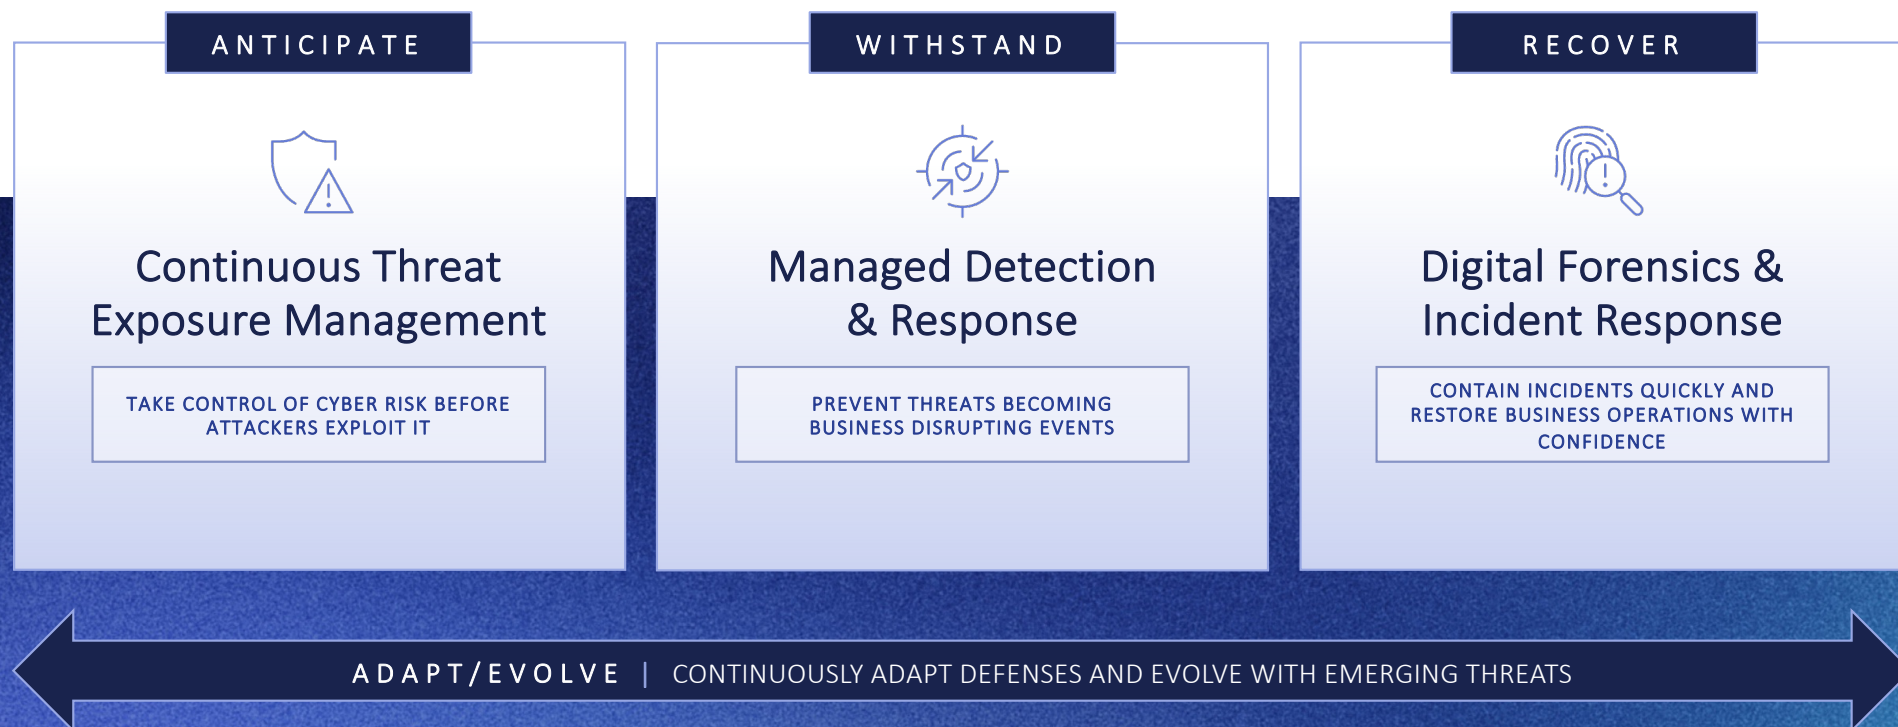 ANTICIPATE
Continuous Threat
Exposure Management
TAKE CONTROL OF CYBER RISK BEFORE
ATTACKERS EXPLOIT IT
WITHSTAND
Managed Detection
& Response
PREVENT THREATS BECOMING
BUSINESS DISRUPTING EVENTS
RECOVER
Digital Forensics &
Incident Response
CONTAIN INCIDENTS QUICKLY AND
RESTORE BUSINESS OPERATIONS WITH
CONFIDENCE
ADAPT/EVOLVE | CONTINUOUSLY ADAPT DEFENSES AND EVOLVE WITH EMERGING THREATS